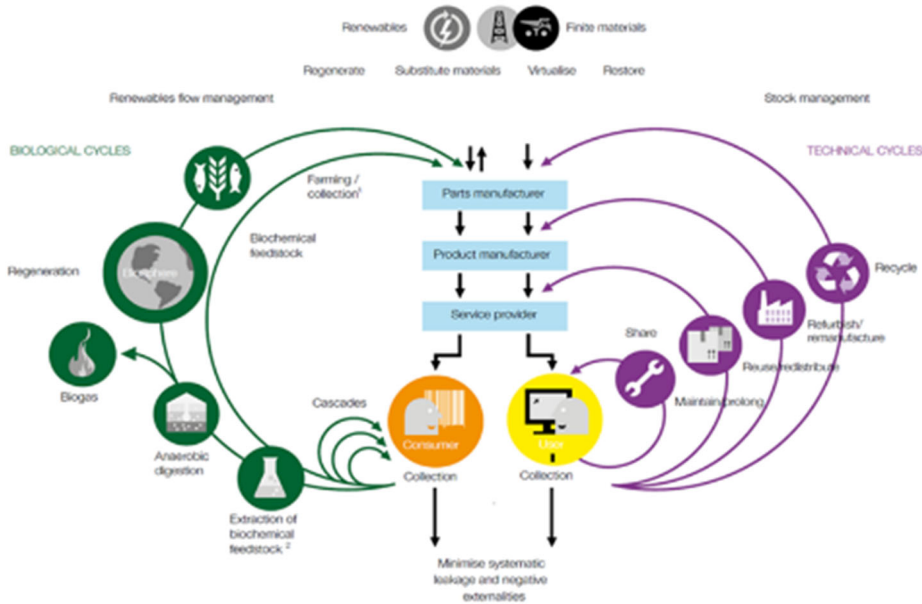 Renewables
Finite materials
Regenerate
Substitute materials
Virtualise
Restore
Renewables flow management
Stock management
BIOLOGICAL CYCLES
TECHNICAL CYCLES
Farming /
collection¹
Parts manufacturer
Biochemical
feedstock
Product manufacturer
Regeneration
Biosphere
Recycle
Service provider
Share
Refurbish/
remanufacture
Reuse/redistribute
Biogas
Maintain/prolong
Cascades
Consumer
User
Anaerobic
digestion
Collection
Collection
Extraction of
biochemical
feedstock ²
Minimise systematic
leakage and negative
externalities